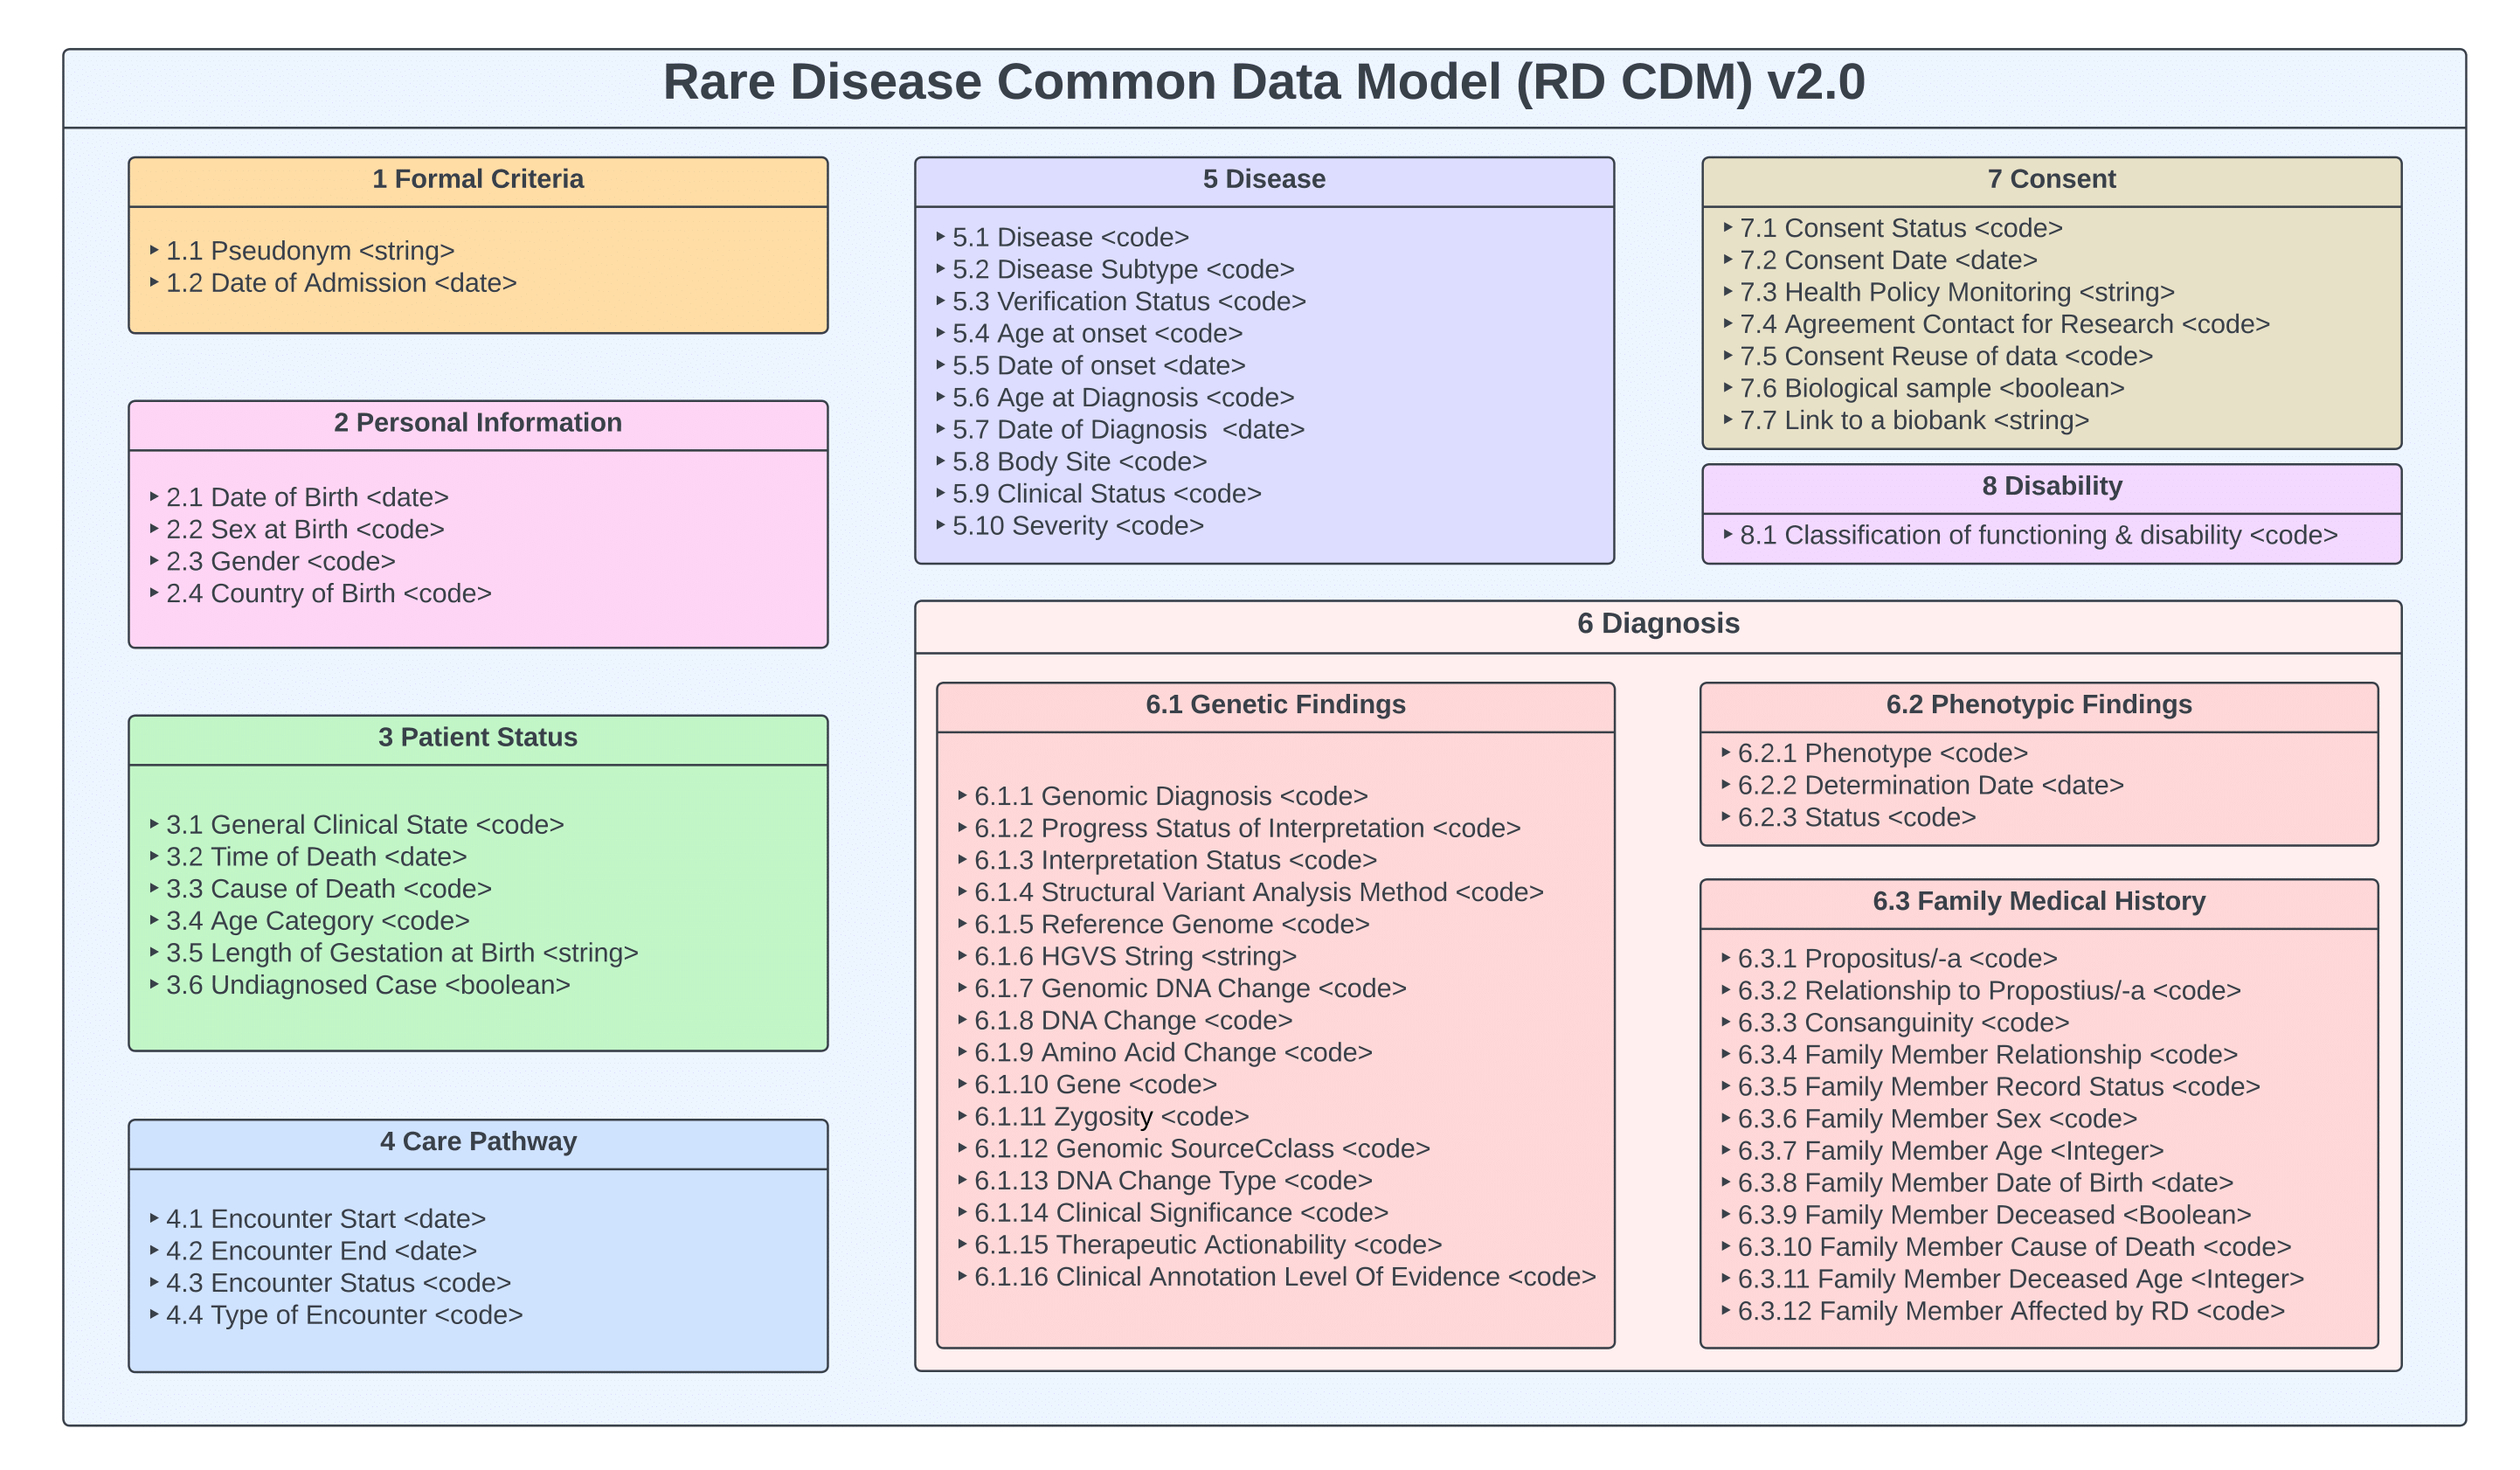 Rare Disease Common Data Model (RD CDM) v2.0
1 Formal Criteria
‣ 1.1 Pseudonym <string>
‣ 1.2 Date of Admission <date>
2 Personal Information
‣ 2.1 Date of Birth <date>
‣ 2.2 Sex at Birth <code>
‣ 2.3 Gender <code>
‣ 2.4 Country of Birth <code>
3 Patient Status
‣ 3.1 General Clinical State <code>
‣ 3.2 Time of Death <date>
‣ 3.3 Cause of Death <code>
‣ 3.4 Age Category <code>
‣ 3.5 Length of Gestation at Birth <string>
‣ 3.6 Undiagnosed Case <boolean>
4 Care Pathway
‣ 4.1 Encounter Start <date>
‣ 4.2 Encounter End <date>
‣ 4.3 Encounter Status <code>
‣ 4.4 Type of Encounter <code>
5 Disease
‣ 5.1 Disease <code>
‣ 5.2 Disease Subtype <code>
‣ 5.3 Verification Status <code>
‣ 5.4 Age at onset <code>
‣ 5.5 Date of onset <date>
‣ 5.6 Age at Diagnosis <code>
‣ 5.7 Date of Diagnosis  <date>
‣ 5.8 Body Site <code>
‣ 5.9 Clinical Status <code>
‣ 5.10 Severity <code>
7 Consent
‣ 7.1 Consent Status <code>
‣ 7.2 Consent Date <date>
‣ 7.3 Health Policy Monitoring <string>
‣ 7.4 Agreement Contact for Research <code>
‣ 7.5 Consent Reuse of data <code>
‣ 7.6 Biological sample <boolean>
‣ 7.7 Link to a biobank <string>
8 Disability
‣ 8.1 Classification of functioning & disability <code>
6 Diagnosis
6.1 Genetic Findings
‣ 6.1.1 Genomic Diagnosis <code>
‣ 6.1.2 Progress Status of Interpretation <code>
‣ 6.1.3 Interpretation Status <code>
‣ 6.1.4 Structural Variant Analysis Method <code>
‣ 6.1.5 Reference Genome <code>
‣ 6.1.6 HGVS String <string>
‣ 6.1.7 Genomic DNA Change <code>
‣ 6.1.8 DNA Change <code>
‣ 6.1.9 Amino Acid Change <code>
‣ 6.1.10 Gene <code>
‣ 6.1.11 Zygosity <code>
‣ 6.1.12 Genomic SourceCclass <code>
‣ 6.1.13 DNA Change Type <code>
‣ 6.1.14 Clinical Significance <code>
‣ 6.1.15 Therapeutic Actionability <code>
‣ 6.1.16 Clinical Annotation Level Of Evidence <code>
6.2 Phenotypic Findings
‣ 6.2.1 Phenotype <code>
‣ 6.2.2 Determination Date <date>
‣ 6.2.3 Status <code>
6.3 Family Medical History
‣ 6.3.1 Propositus/-a <code>
‣ 6.3.2 Relationship to Propostius/-a <code>
‣ 6.3.3 Consanguinity <code>
‣ 6.3.4 Family Member Relationship <code>
‣ 6.3.5 Family Member Record Status <code>
‣ 6.3.6 Family Member Sex <code>
‣ 6.3.7 Family Member Age <Integer>
‣ 6.3.8 Family Member Date of Birth <date>
‣ 6.3.9 Family Member Deceased <Boolean>
‣ 6.3.10 Family Member Cause of Death <code>
‣ 6.3.11 Family Member Deceased Age <Integer>
‣ 6.3.12 Family Member Affected by RD <code>